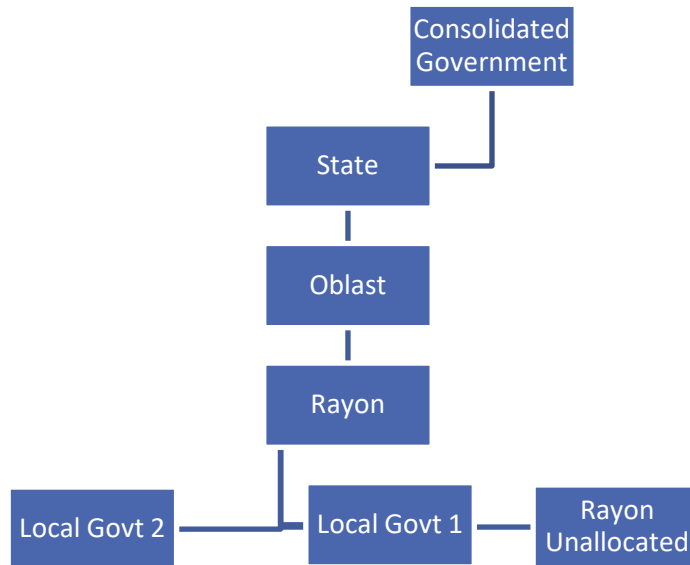 Consolidated
Government
State
Oblast
Rayon
Local Govt 2
Local Govt 1
Rayon
Unallocated